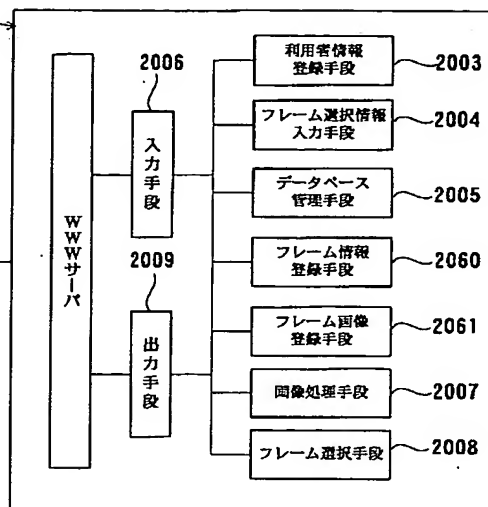 WWWサーバ
2006
入力手段
2009
出力手段
利用者情報
登録手段
2003
フレーム選択情報
入力手段
2004
データベース
管理手段
2005
フレーム情報
登録手段
2060
フレーム画像
登録手段
2061
画像処理手段
2007
フレーム選択手段
2008